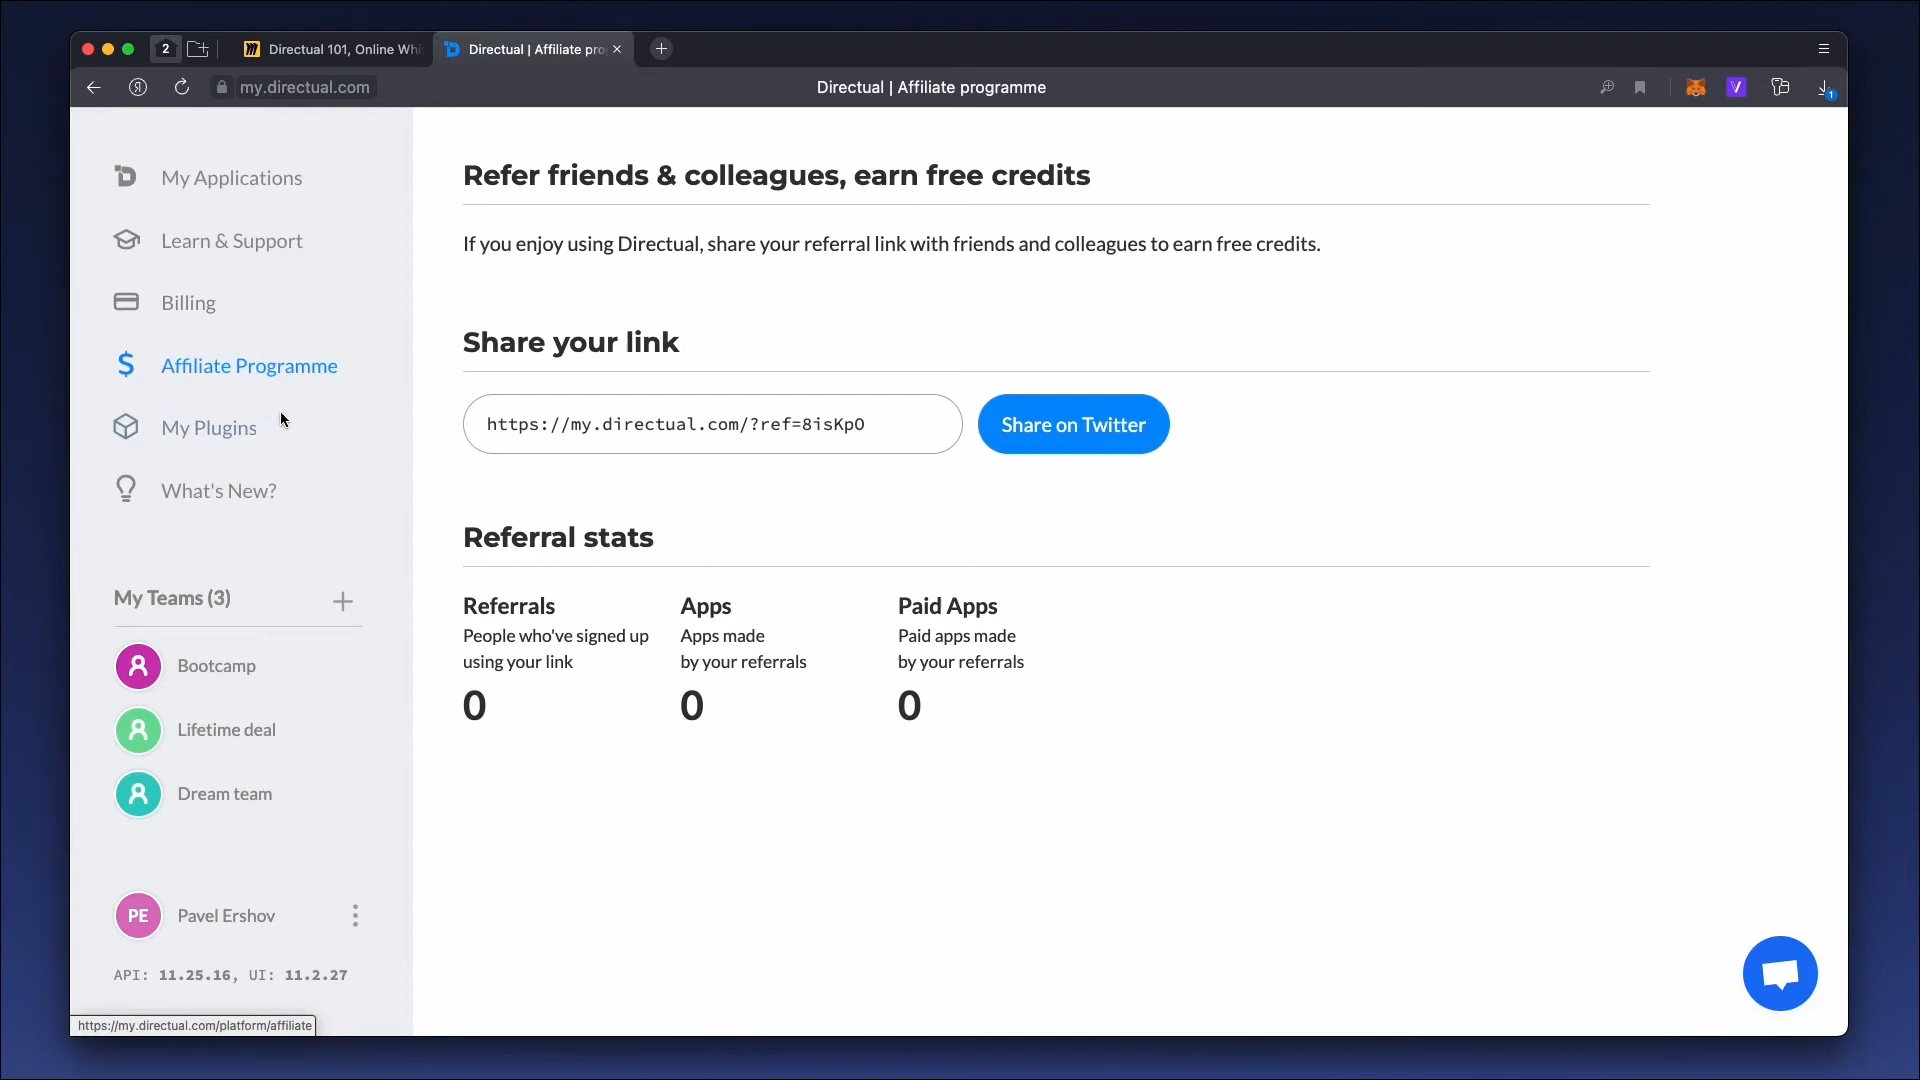 2
Directual 101, Online Whi
Directual | Affiliate pro
my.directual.com
Directual | Affiliate programme
1
My Applications
Learn & Support
Billing
Affiliate Programme
My Plugins
What's New?
My Teams (3)
Bootcamp
Lifetime deal
Dream team
PE Pavel Ershov
API: 11.25.16, UI: 11.2.27
https://my.directual.com/platform/affiliate
Refer friends & colleagues, earn free credits
If you enjoy using Directual, share your referral link with friends and colleagues to earn free credits.
Share your link
https://my.directual.com/?ref=8isKpO
Share on Twitter
Referral stats
Referrals
People who've signed up
using your link
0
Apps
Apps made
by your referrals
0
Paid Apps
Paid apps made
by your referrals
0